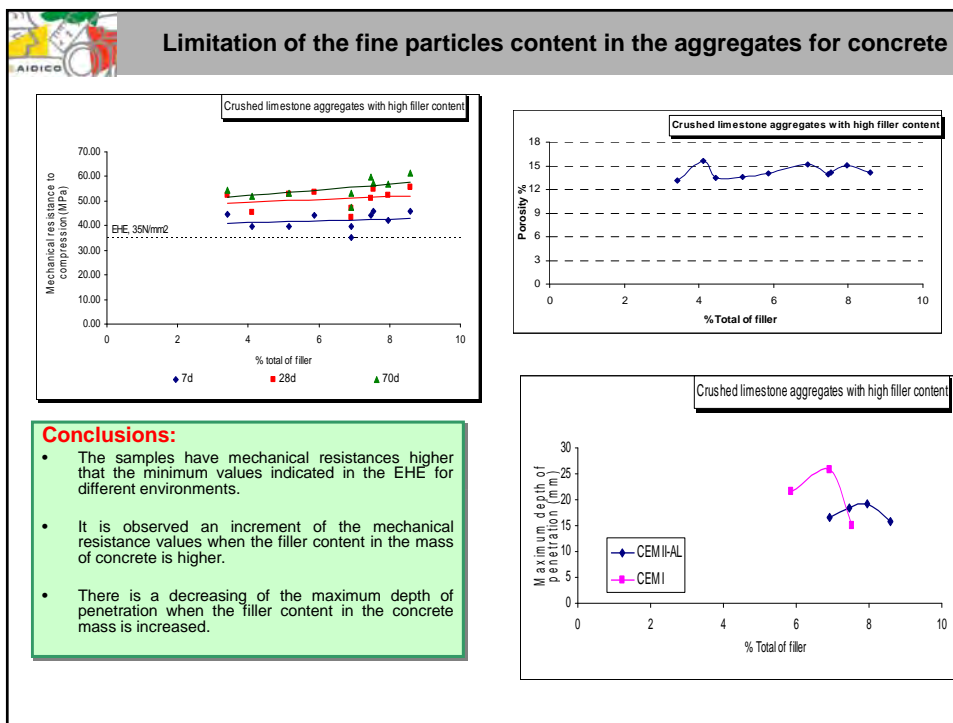 AIDICO
Limitation of the fine particles content in the aggregates for concrete
Crushed limestone aggregates with high filler content
Mechanical resistance to
compression (MPa)
70.00
60.00
50.00
40.00
30.00
20.00
10.00
0.00
EHE, 35N/mm2
0 2 4 6 8 10
% total of filler
7d 28d 70d
Crushed limestone aggregates with high filler content
Porosity %
18
15
12
9
6
3
0
0 2 4 6 8 10
% Total of filler
Conclusions:
• The samples have mechanical resistances higher
that the minimum values indicated in the EHE for
different environments.
• It is observed an increment of the mechanical
resistance values when the filler content in the mass
of concrete is higher.
• There is a decreasing of the maximum depth of
penetration when the filler content in the concrete
mass is increased.
Crushed limestone aggregates with high filler content
Maximum depth of
penetration (mm)
30
25
20
15
10
5
0
CEM II-AL
CEM I
0 2 4 6 8 10
% Total of filler